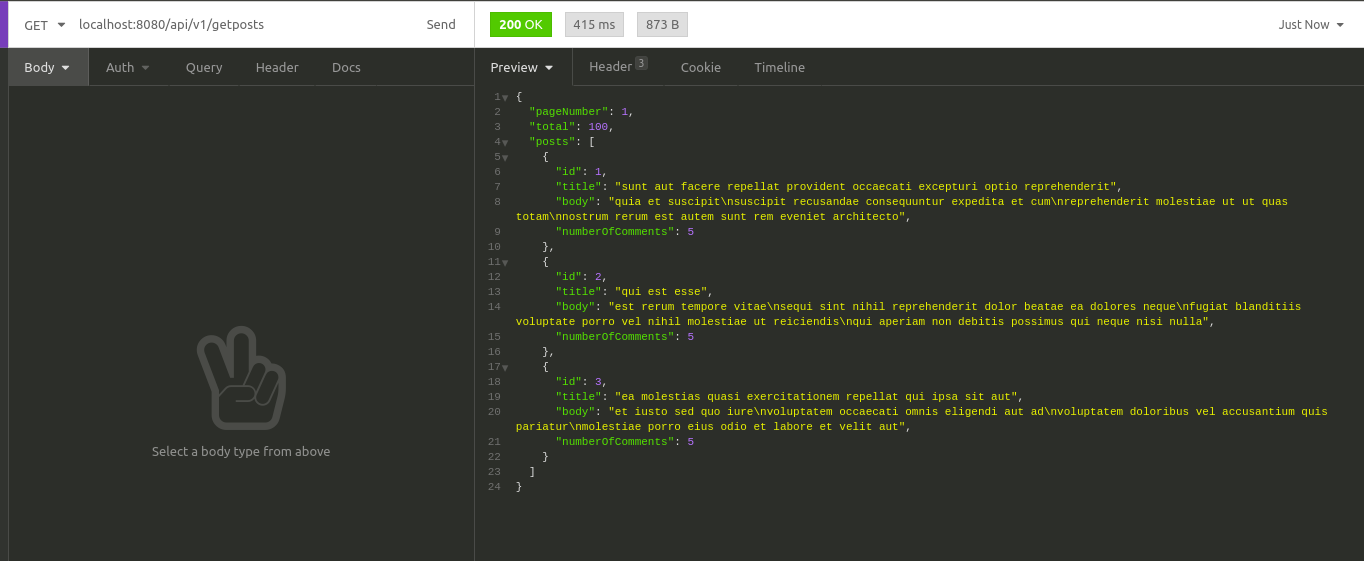 GET localhost:8080/api/v1/getposts Send 200 OK 415 ms 873 B Just Now
Body Auth Query Header Docs Preview Header 3 Cookie Timeline
1 {
2 "pageNumber": 1,
3 "total": 100,
4 "posts": [
5 {
6 "id": 1,
7 "title": "sunt aut facere repellat provident occaecati excepturi optio reprehenderit",
8 "body": "quia et suscipit\nsuscipit recusandae consequuntur expedita et cum\nreprehenderit molestiae ut ut quas
totam\nnostrum rerum est autem sunt rem eveniet architecto",
9 "numberOfComments": 5
10 },
11 {
12 "id": 2,
13 "title": "qui est esse",
14 "body": "est rerum tempore vitae\nsequi sint nihil reprehenderit dolor beatae ea dolores neque\nfugiat blanditiis
voluptate porro vel nihil molestiae ut reiciendis\nqui aperiam non debitis possimus qui neque nisi nulla",
15 "numberOfComments": 5
16 },
17 {
18 "id": 3,
19 "title": "ea molestias quasi exercitationem repellat qui ipsa sit aut",
20 "body": "et iusto sed quo iure\nvoluptatem occaecati omnis eligendi aut ad\nvoluptatem doloribus vel accusantium quis
pariatur\nmolestiae porro eius odio et labore et velit aut",
21 "numberOfComments": 5
22 }
23 ]
24 }
Select a body type from above